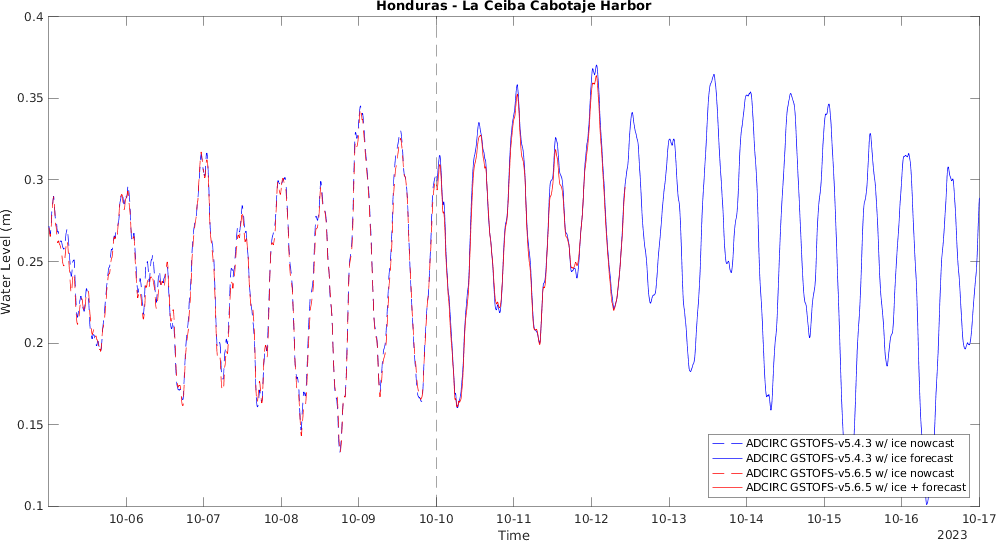 Honduras - La Ceiba Cabotaje Harbor
0.4
0.35
0.3
0.25
0.2
0.15
0.1
Water Level (m)
ADCIRC GSTOFS-v5.4.3 w/ ice nowcast
ADCIRC GSTOFS-v5.4.3 w/ ice forecast
ADCIRC GSTOFS-v5.6.5 w/ ice nowcast
ADCIRC GSTOFS-v5.6.5 w/ ice + forecast
10-06 10-07 10-08 10-09 10-10 10-11 10-12 10-13 10-14 10-15 10-16 10-17
Time
2023